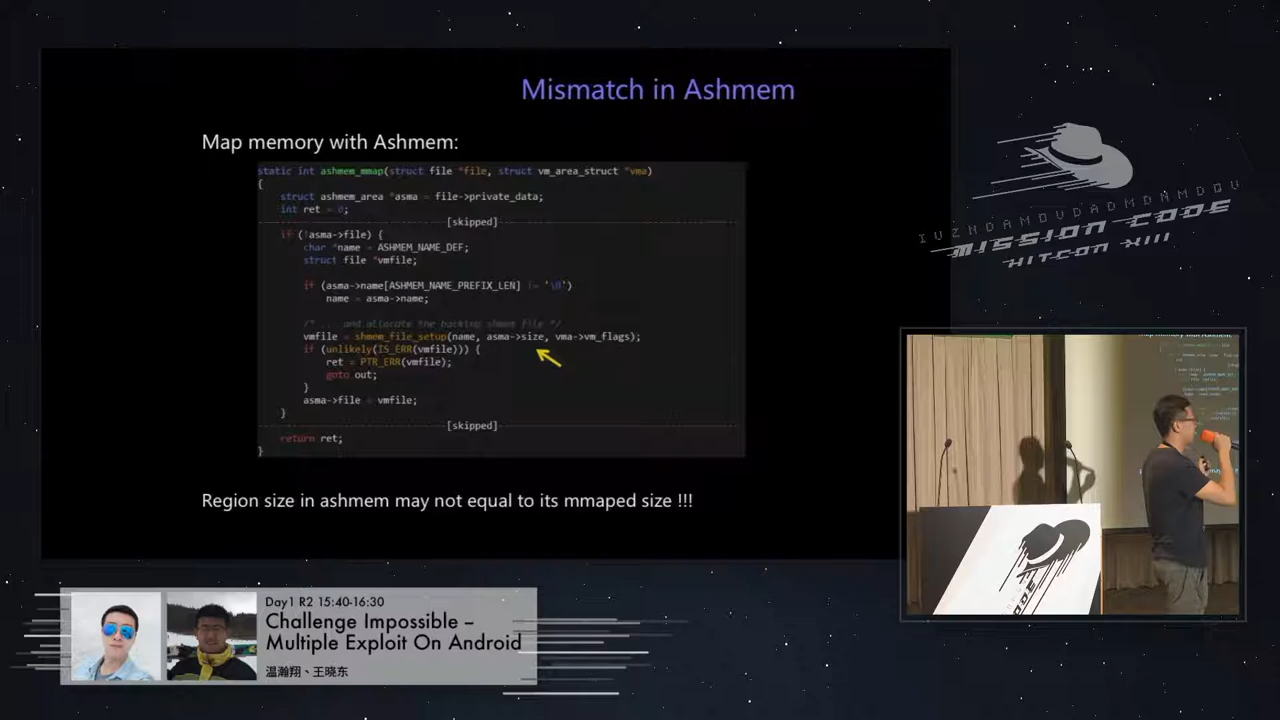 Mismatch in Ashmem
Map memory with Ashmem:
static int ashmem_mmap(struct file *file, struct vm_area_struct *vma)
{
struct ashmem_area *asma = file->private_data;
int ret = 0;
[skipped]
if (!asma->file) {
char *name = ASHMEM_NAME_DEF;
struct file *vmfile;
if (asma->name[ASHMEM_NAME_PREFIX_LEN] != '\0')
name = asma->name;
/* ... and allocate the backing shmem file */
vmfile = shmem_file_setup(name, asma->size, vma->vm_flags);
if (unlikely(IS_ERR(vmfile))) {
ret = PTR_ERR(vmfile);
goto out;
}
asma->file = vmfile;
}
[skipped]
return ret;
}
Region size in ashmem may not equal to its mmaped size !!!
MISSION CODE
HITCON XIII
Day1 R2 15:40-16:30
Challenge Impossible –
Multiple Exploit On Android
温瀚翔、王晓东